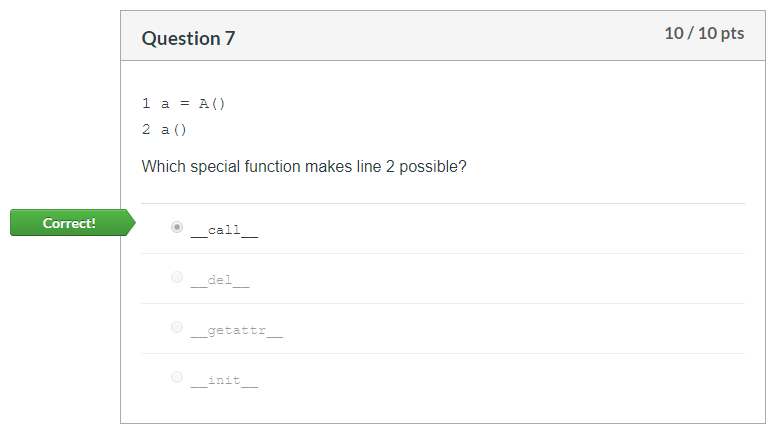 Question 7
10 / 10 pts
1 a = A()
2 a()
Which special function makes line 2 possible?
Correct!
__call__
__del__
__getattr__
__init__